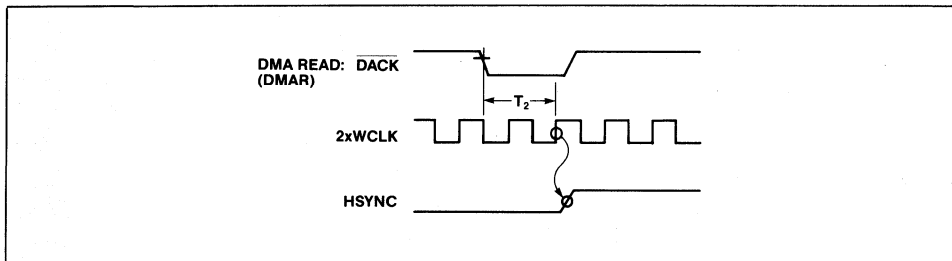 DMA READ: DACK
(DMAR)
T₂
2xWCLK
HSYNC